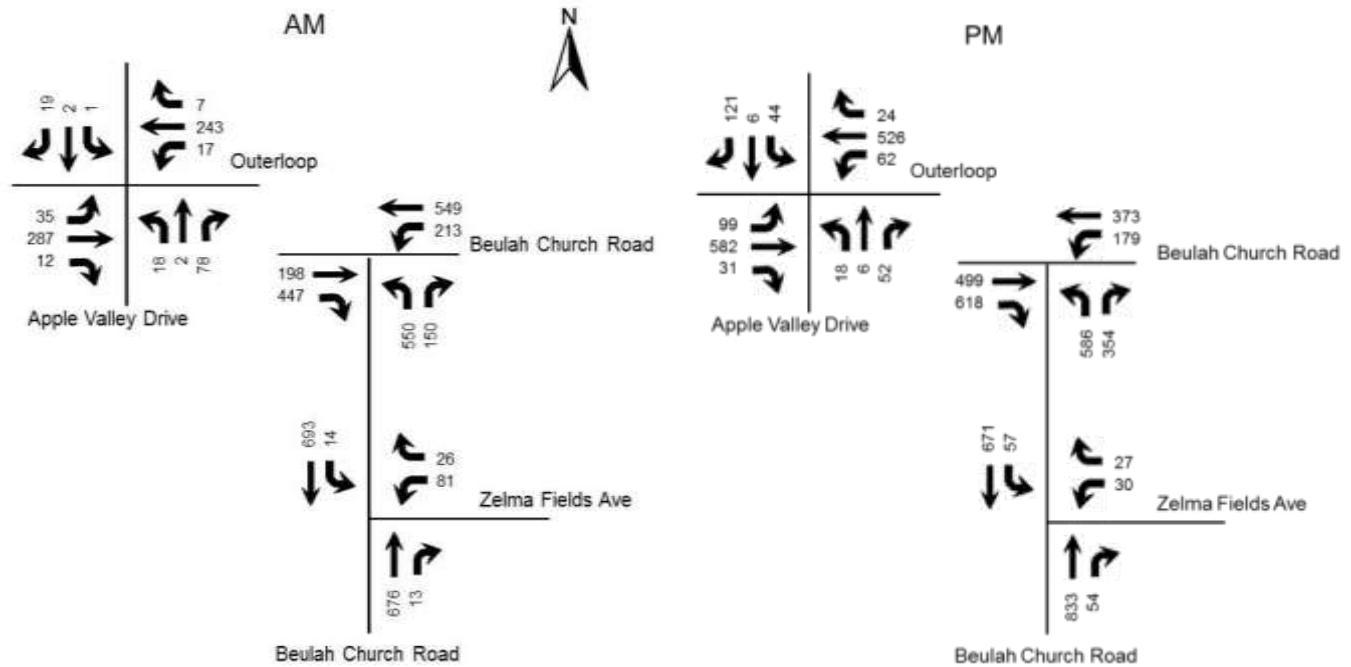 AM
N
PM
19 2 1
7
243
17
Outerloop
35
287
12
18 2 78
Apple Valley Drive
549
213
Beulah Church Road
198
447
550 150
693 14
26
81
Zelma Fields Ave
676 13
Beulah Church Road
121 6 44
24
526
62
Outerloop
99
582
31
18 6 52
Apple Valley Drive
373
179
Beulah Church Road
499
618
586 354
671 57
27
30
Zelma Fields Ave
833 54
Beulah Church Road